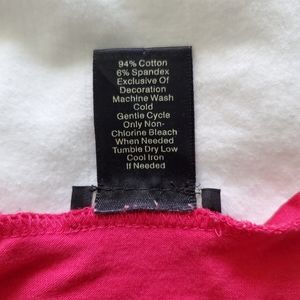 94% Cotton
6% Spandex
Exclusive Of
Decoration
Machine Wash
Cold
Gentle Cycle
Only Non-
Chlorine Bleach
When Needed
Tumble Dry Low
Cool Iron
If Needed